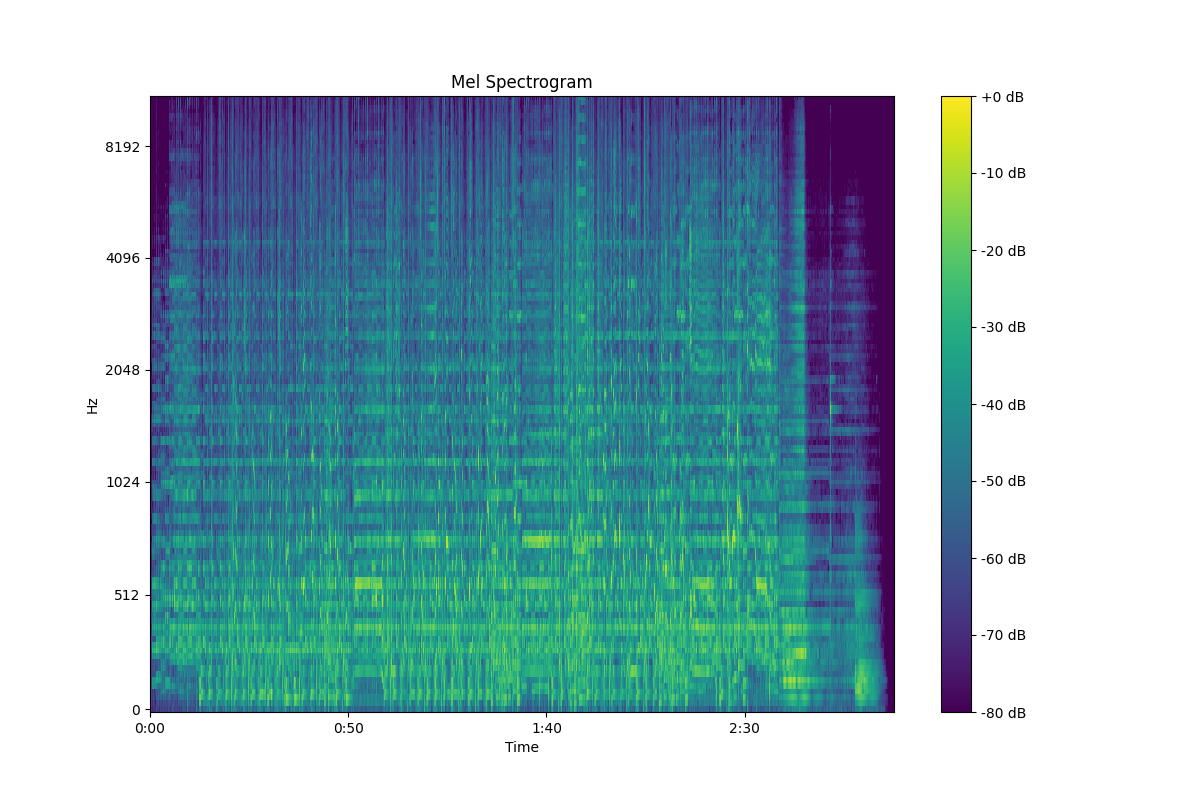 Mel Spectrogram
+0 dB
8192
-10 dB
-20 dB
4096
-30 dB
2048
-40 dB
Hz
1024
-50 dB
-60 dB
512
-70 dB
0
-80 dB
0:00
0:50
1:40
2:30
Time